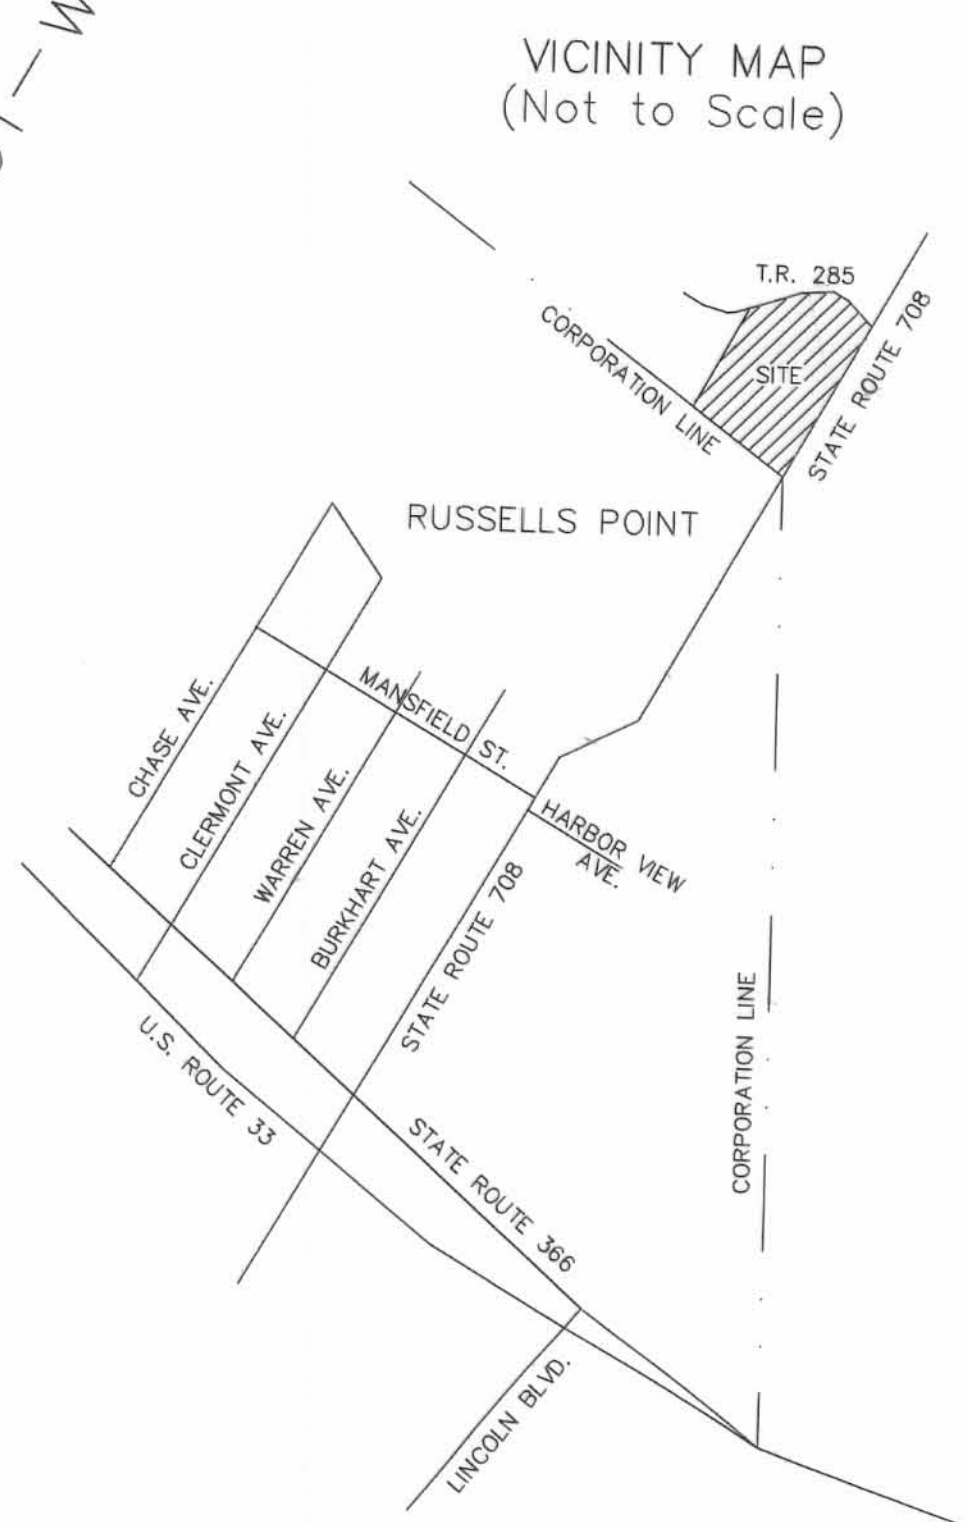 VICINITY MAP
(Not to Scale)
T.R. 285
STATE ROUTE 708
CORPORATION LINE
SITE
RUSSELLS POINT
MANSFIELD ST.
CHASE AVE.
CLERMONT AVE.
WARREN AVE.
BURKHART AVE.
HARBOR VIEW
AVE.
STATE ROUTE 708
CORPORATION LINE
U.S. ROUTE 33
STATE ROUTE 366
LINCOLN BLVD.